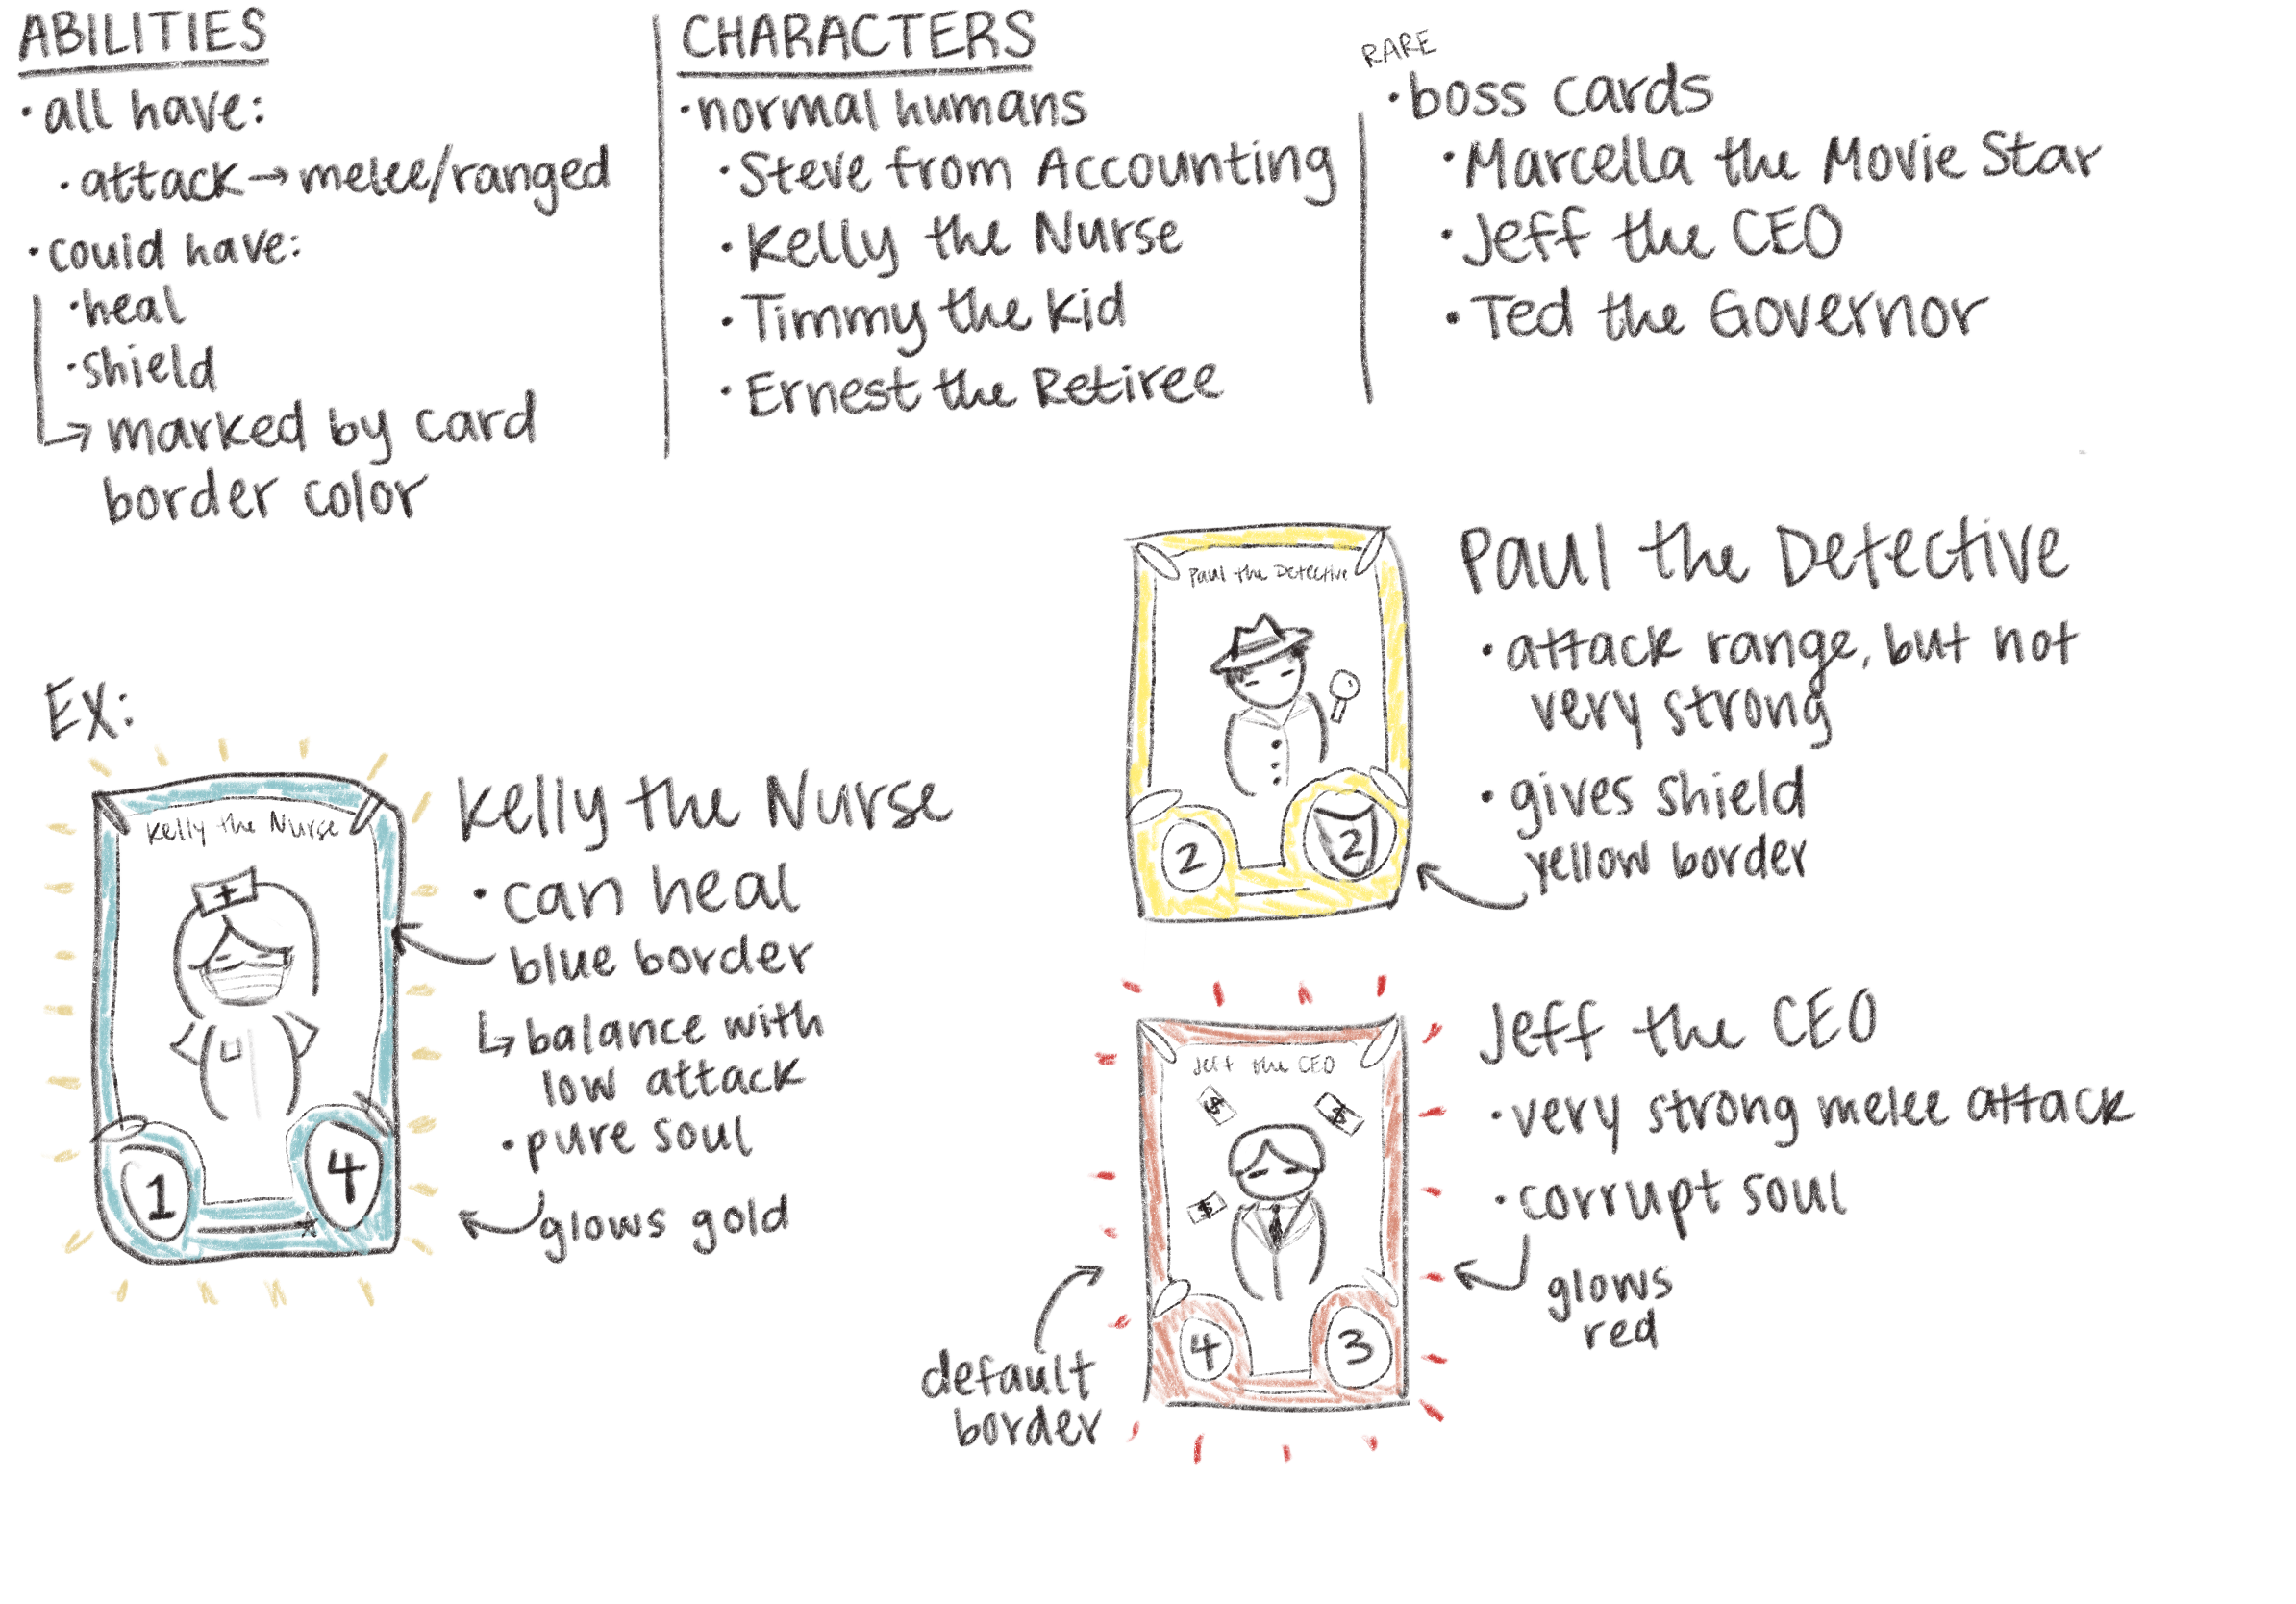 ABILITIES
• all have:
• attack → melee/ranged
• could have:
• heal
• shield
↳ marked by card
border color
CHARACTERS
• normal humans
• Steve from Accounting
• Kelly the Nurse
• Timmy the Kid
• Ernest the Retiree
RARE
• boss cards
• Marcella the Movie Star
• Jeff the CEO
• Ted the Governor
EX:
Kelly the Nurse
1
4
Kelly the Nurse
• can heal
blue border
↳ balance with
low attack
• pure soul
glows gold
Paul the Detective
2
2
Paul the Detective
• attack range, but not
very strong
• gives shield
yellow border
Jeff the CEO
$
$
$
4
3
default
border
Jeff the CEO
• very strong melee attack
• corrupt soul
glows
red